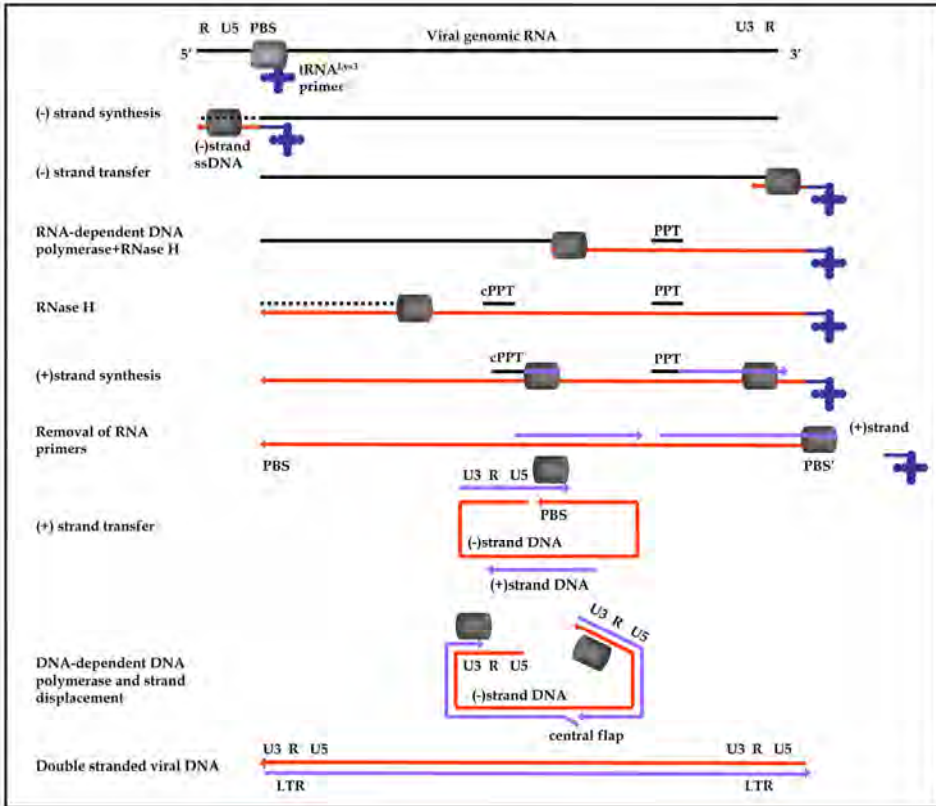 R U5 PBS
Viral genomic RNA
U3 R
5'
3'
tRNALys3
primer
(-) strand synthesis
(-)strand
ssDNA
(-) strand transfer
RNA-dependent DNA
polymerase+RNase H
PPT
RNase H
cPPT
PPT
(+)strand synthesis
cPPT
PPT
Removal of RNA
primers
(+)strand
PBS
PBS'
U3 R U5
(+) strand transfer
PBS
(-)strand DNA
(+)strand DNA
DNA-dependent DNA
polymerase and strand
displacement
U3 R U5
U3 R U5
(-)strand DNA
central flap
Double stranded viral DNA
U3 R U5
U3 R U5
LTR
LTR